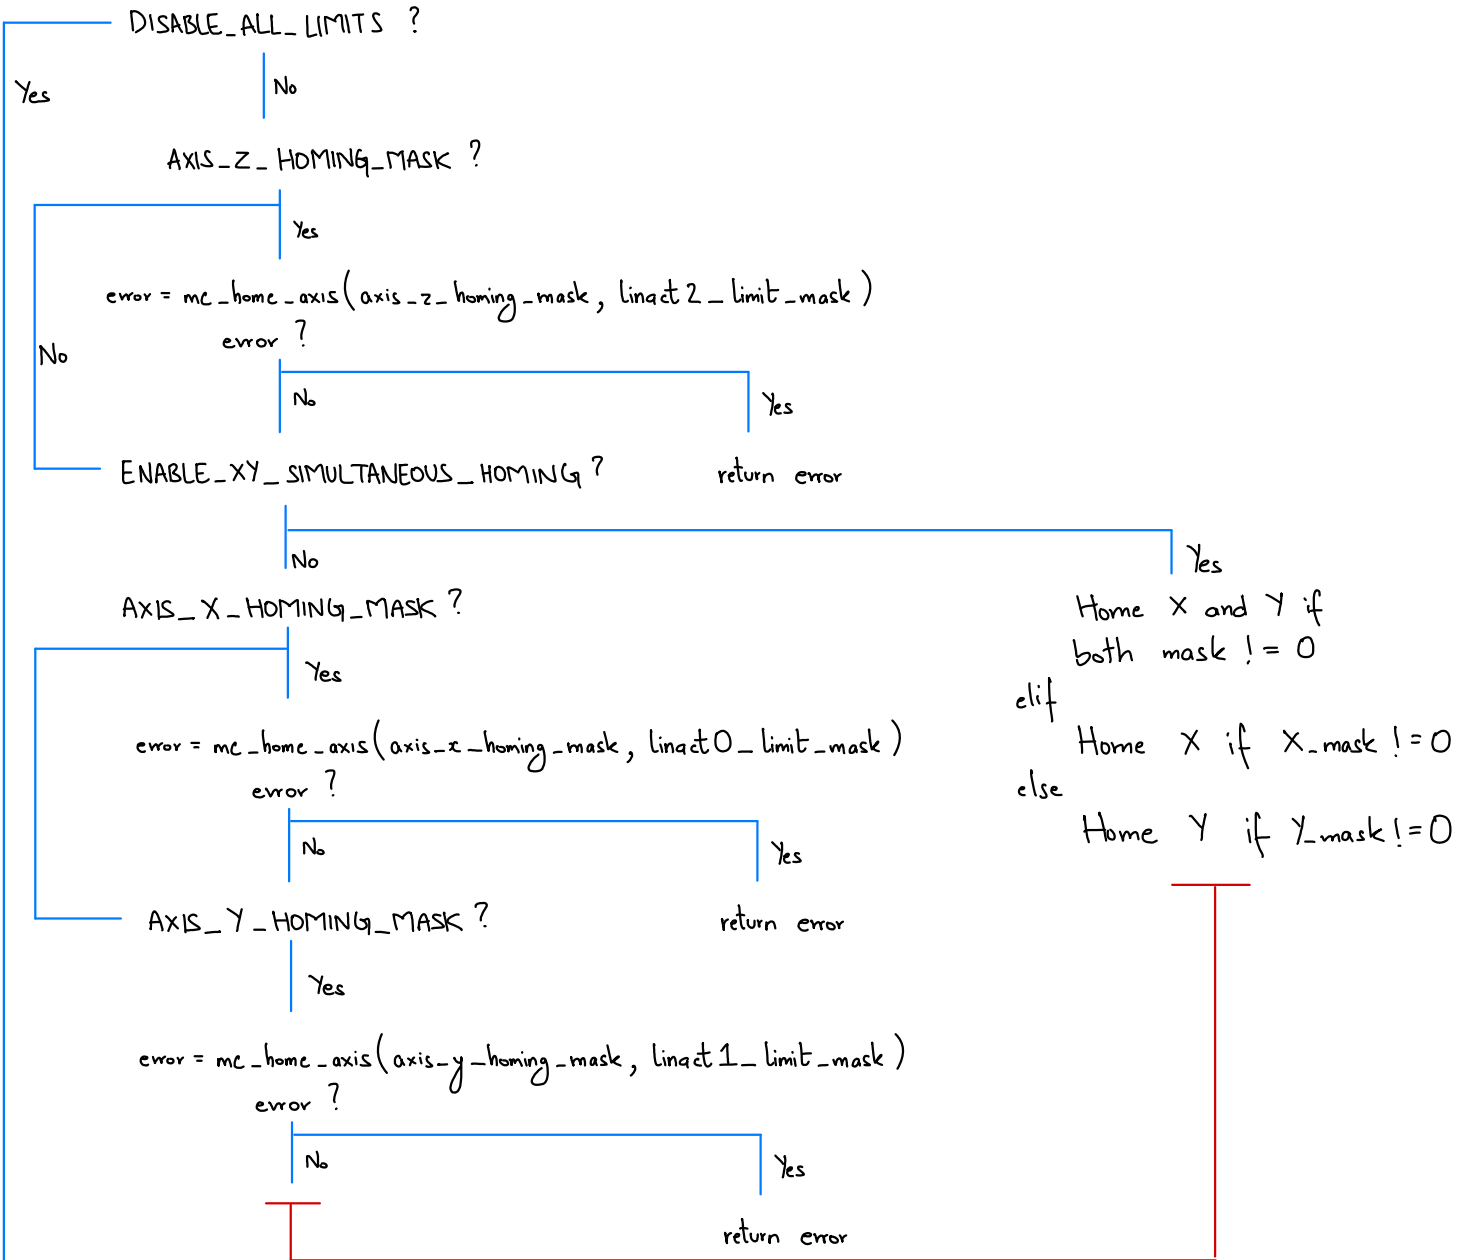 DISABLE_ALL_LIMITS ?
Yes
No
AXIS_Z_HOMING_MASK ?
Yes
error = mc_home_axis(axis_z_homing_mask, linact2_limit_mask)
error ?
No
No
Yes
ENABLE_XY_SIMULTANEOUS_HOMING ?
return error
No
Yes
AXIS_X_HOMING_MASK ?
Home X and Y if
both mask != 0
Yes
elif
error = mc_home_axis(axis_x_homing_mask, linact0_limit_mask)
Home X if X_mask != 0
error ?
else
No
Yes
Home Y if Y_mask != 0
AXIS_Y_HOMING_MASK ?
return error
Yes
error = mc_home_axis(axis_y_homing_mask, linact1_limit_mask)
error ?
No
Yes
return error